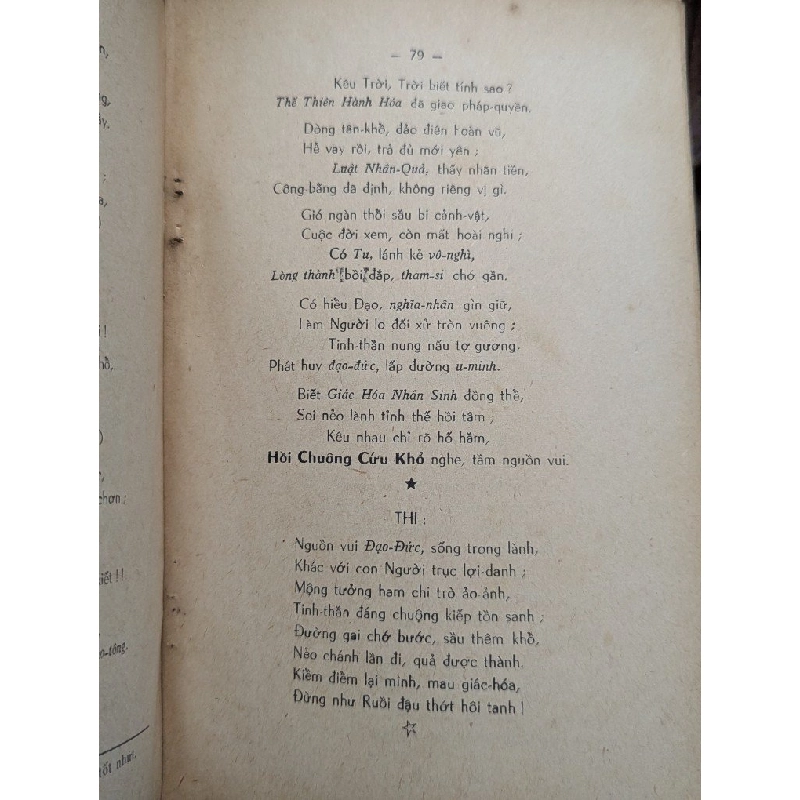 — 79 —
Kêu Trời, Trời biết tính sao ?
Thế Thiên Hành Hóa đã giao pháp-quyền.
Dòng tân-khổ, đảo điên hoàn vũ,
Hễ vay rồi, trả đủ mới yên ;
Luật Nhân-Quả, thấy nhãn tiền,
Công-bằng đã định, không riêng vị gì.
Gió ngàn thổi sầu bi cảnh-vật,
Cuộc đời xem, còn mất hoài nghi ;
Có Tu, lánh kẻ vô-nghì,
Lòng thành bồi đắp, tham-si chớ gần.
Có hiểu Đạo, nghĩa-nhân gìn giữ,
Làm Người lo đối xử tròn vuông ;
Tinh-thần nung nấu tợ gương,
Phát huy đạo-đức, lấp đường u-minh.
Biết Giác Hóa Nhân Sinh đồng thể,
Soi nẻo lành tỉnh thế hồi tâm ;
Kêu nhau chỉ rõ hố hầm,
Hồi Chuông Cứu Khổ nghe, tầm nguồn vui.
★
THI :
Nguồn vui Đạo-Đức, sống trong lành,
Khác với con Người trục lợi-danh ;
Mộng tưởng ham chi trò ảo-ảnh,
Tinh-thần đáng chuộng kiếp tồn sanh ;
Đường gai chớ bước, sầu thêm khổ,
Nẻo chánh lần đi, quả được thành.
Kiểm điểm lại mình, mau giác-hóa,
Đừng như Ruồi đậu thớt hôi tanh !
☆